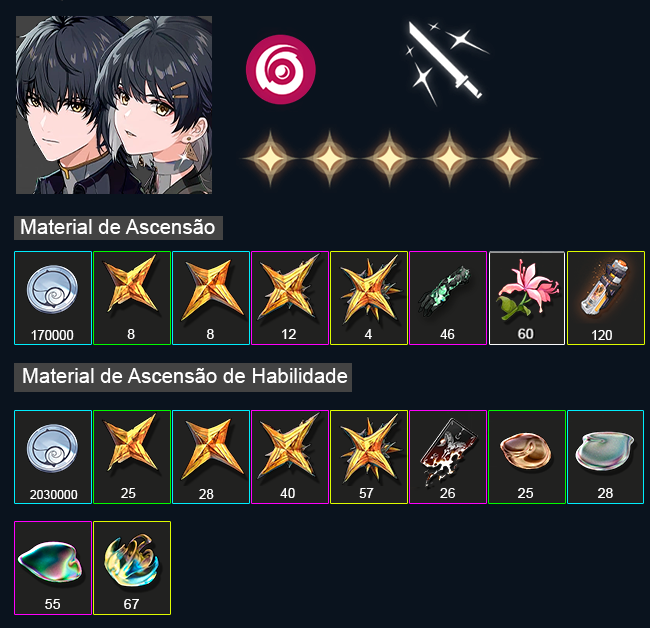 Material de Ascensão
170000 8 8 12 4 46 60 120
Material de Ascensão de Habilidade
2030000 25 28 40 57 26 25 28
55 67